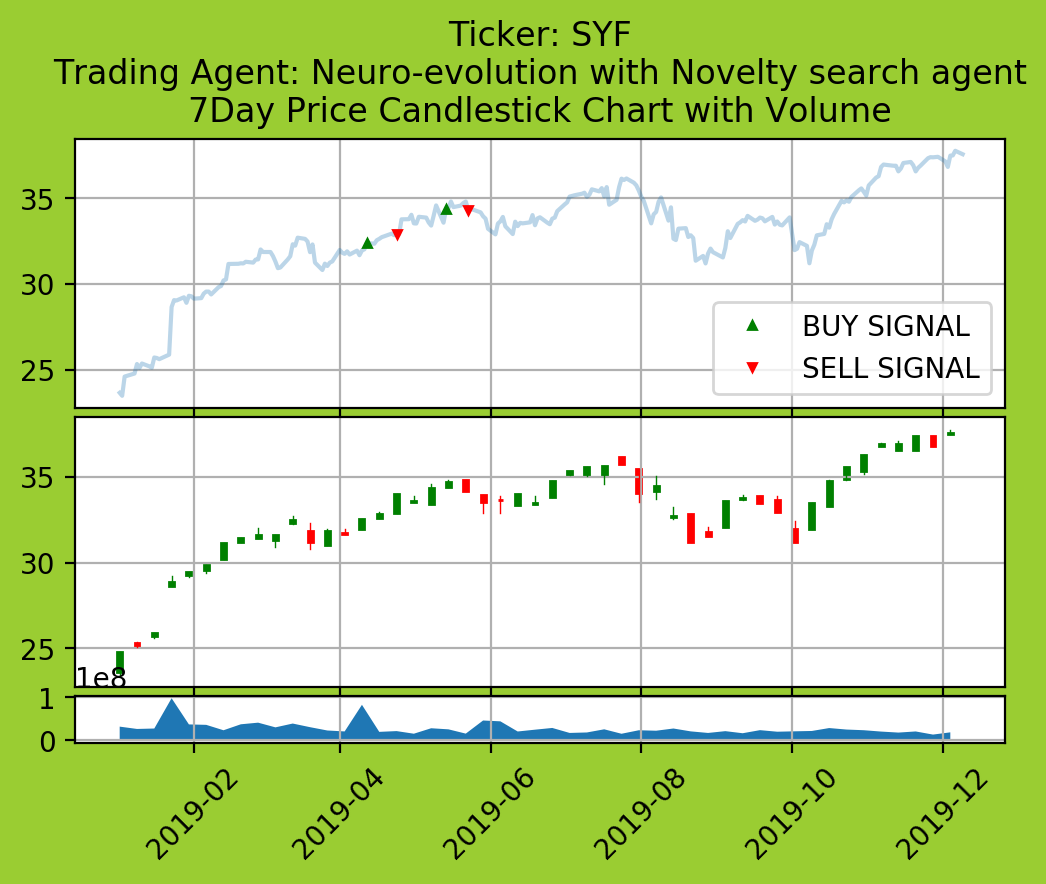 Ticker: SYF
Trading Agent: Neuro-evolution with Novelty search agent
7Day Price Candlestick Chart with Volume
35
30
25
BUY SIGNAL
SELL SIGNAL
35
30
25
1e8
1
0
2019-02
2019-04
2019-06
2019-08
2019-10
2019-12